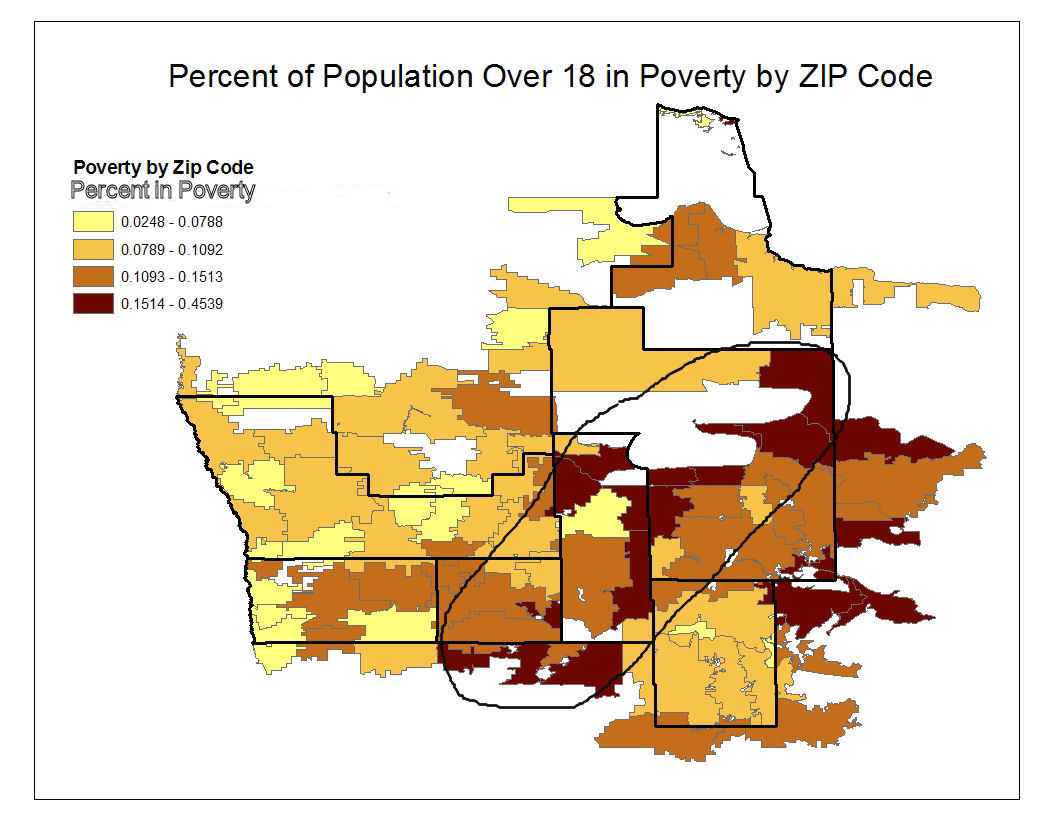 Percent of Population Over 18 in Poverty by ZIP Code
Poverty by Zip Code
Percent in Poverty
0.0248 - 0.0788
0.0789 - 0.1092
0.1093 - 0.1513
0.1514 - 0.4539